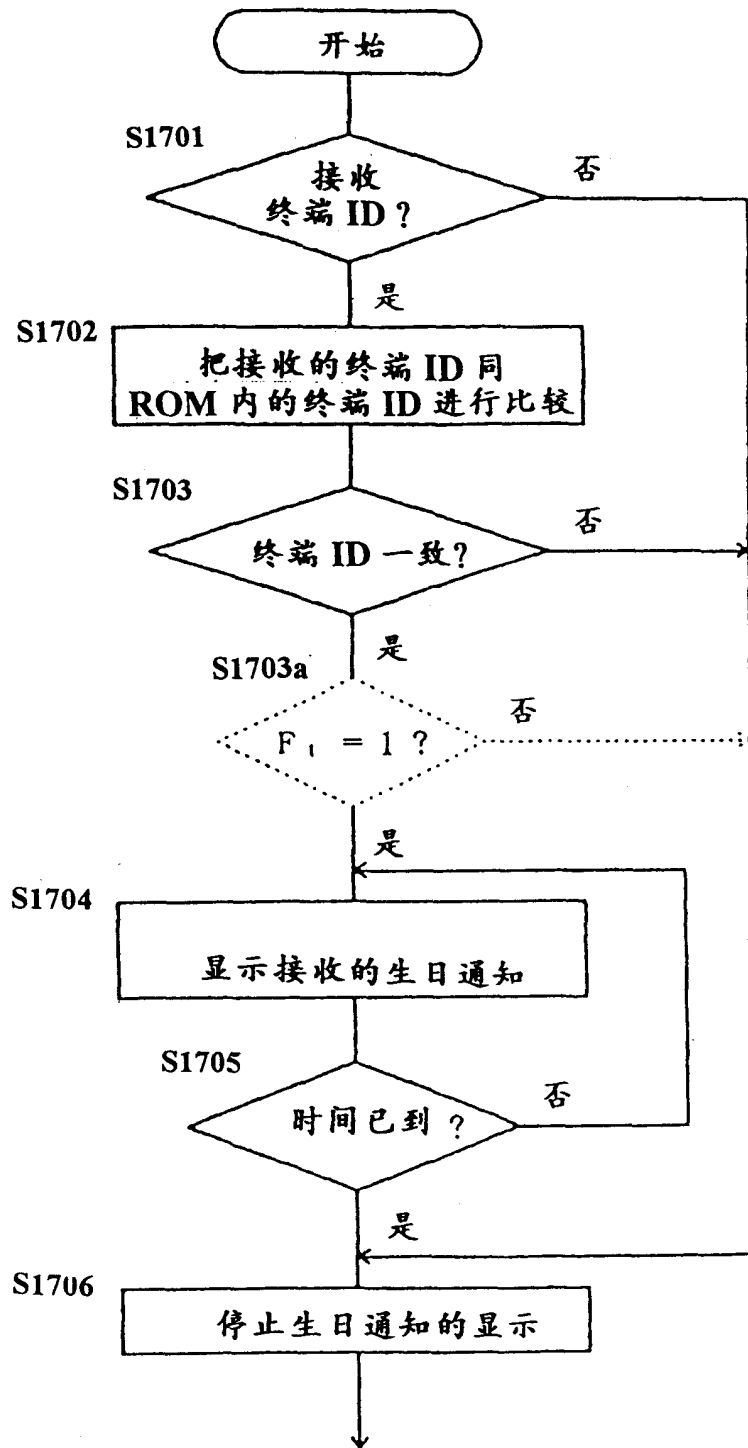 开始
S1701
接收
终端 ID ?
否
是
S1702
把接收的终端 ID 同
ROM 内的终端 ID 进行比较
S1703
终端 ID 一致?
否
是
S1703a
F₁ = 1 ?
否
是
S1704
显示接收的生日通知
S1705
时间已到 ?
否
是
S1706
停止生日通知的显示